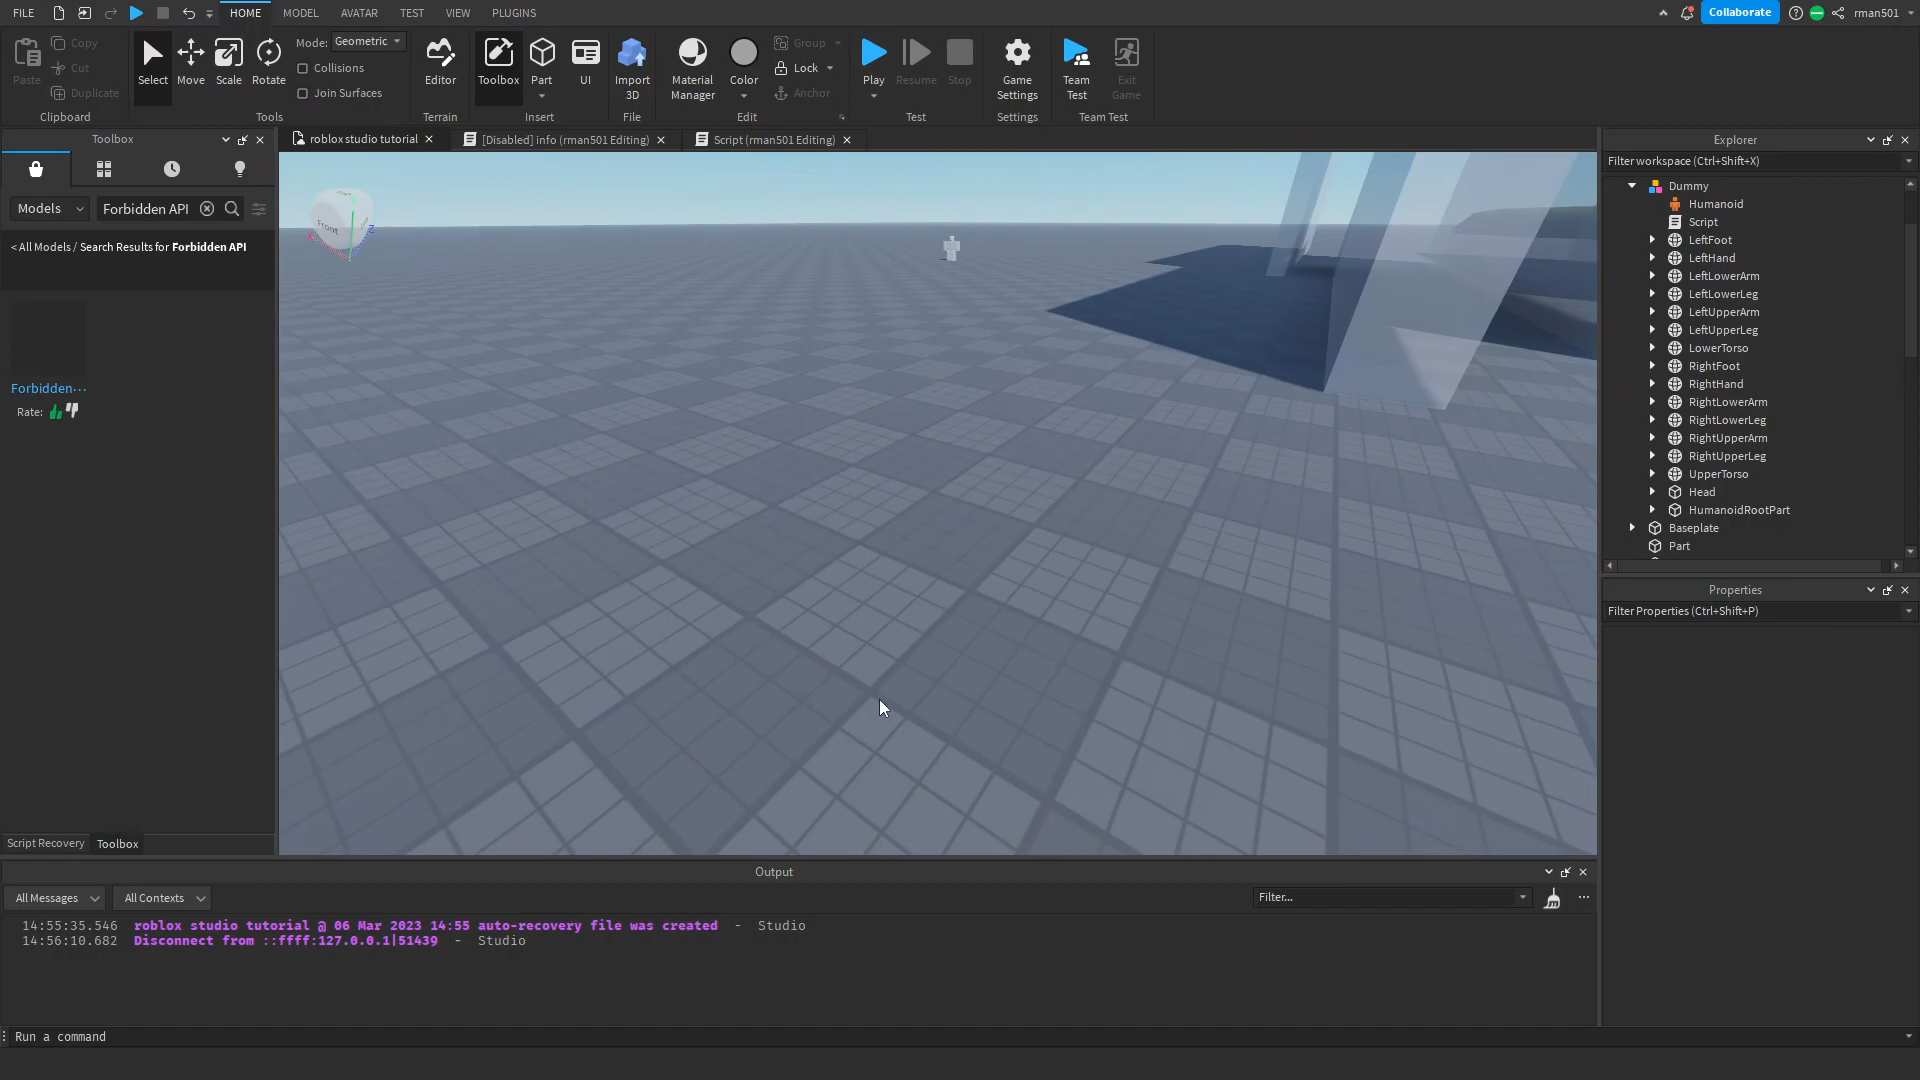 FILE HOME MODEL AVATAR TEST VIEW PLUGINS Collaborate rman501
Paste Copy Cut Duplicate Clipboard
Select Move Scale Rotate Mode: Geometric Collisions Join Surfaces Tools
Editor Terrain
Toolbox Part UI Insert
Import 3D File
Material Manager Color Group Lock Anchor Edit
Play Resume Stop Test
Game Settings Settings
Team Test Exit Game Team Test
Toolbox
roblox studio tutorial
[Disabled] info (rman501 Editing)
Script (rman501 Editing)
Models Forbidden API
< All Models / Search Results for Forbidden API
Forbidden...
Rate:
Script Recovery Toolbox
Front
X
Z
Explorer
Filter workspace (Ctrl+Shift+X)
Dummy
Humanoid
Script
LeftFoot
LeftHand
LeftLowerArm
LeftLowerLeg
LeftUpperArm
LeftUpperLeg
LowerTorso
RightFoot
RightHand
RightLowerArm
RightLowerLeg
RightUpperArm
RightUpperLeg
UpperTorso
Head
HumanoidRootPart
Baseplate
Part
Properties
Filter Properties (Ctrl+Shift+P)
Output
All Messages All Contexts Filter...
14:55:35.546 roblox studio tutorial @ 06 Mar 2023 14:55 auto-recovery file was created - Studio
14:56:10.682 Disconnect from ::ffff:127.0.0.1|51439 - Studio
Run a command